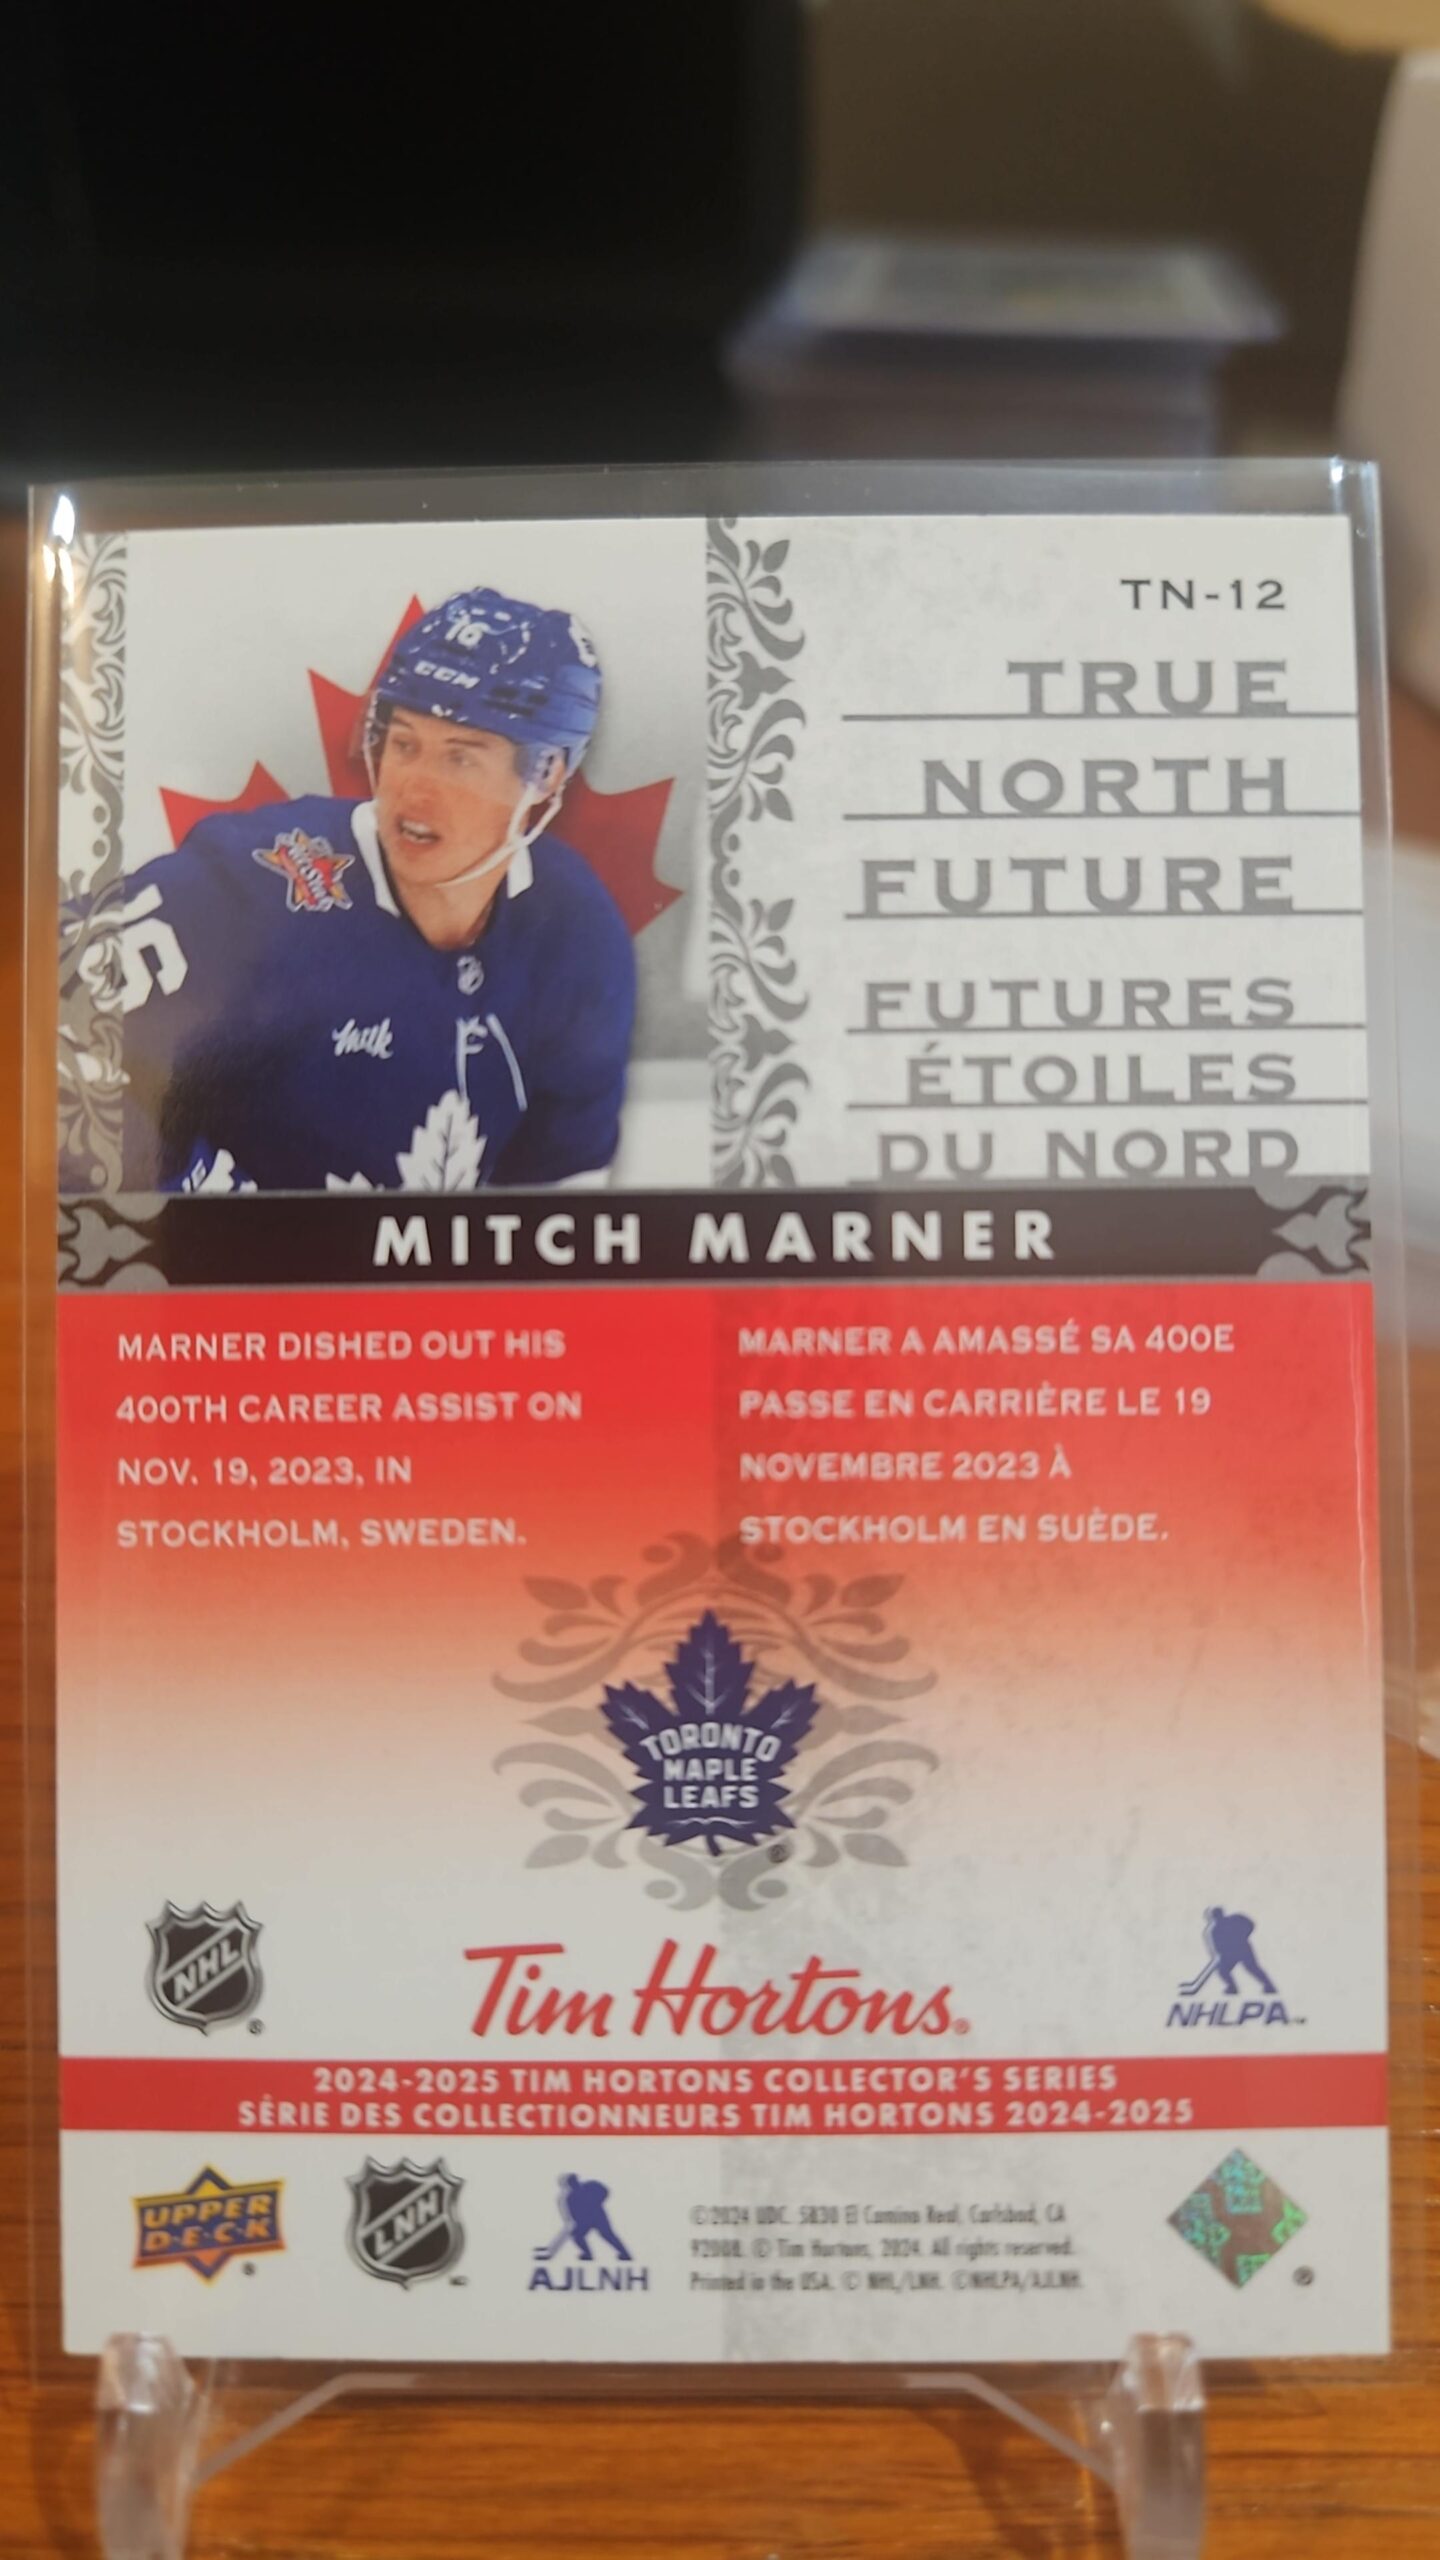 TN-12
TRUE
NORTH
FUTURE
FUTURES
ÉTOILES
DU NORD
16
CCM
16
milk
MITCH MARNER
MARNER DISHED OUT HIS
400TH CAREER ASSIST ON
NOV. 19, 2023, IN
STOCKHOLM, SWEDEN.
MARNER A AMASSÉ SA 400E
PASSE EN CARRIÈRE LE 19
NOVEMBRE 2023 À
STOCKHOLM EN SUÈDE.
TORONTO
MAPLE
LEAFS
NHL
Tim Hortons
NHLPA
2024-2025 TIM HORTONS COLLECTOR'S SERIES
SÉRIE DES COLLECTIONNEURS TIM HORTONS 2024-2025
UPPER
D·E·C·K
LNH
AJLNH
©2024 UDC. 5830 El Camino Real, Carlsbad, CA
92008. © Tim Hortons, 2024. All rights reserved.
Printed in the USA. © NHL/LNH. ©NHLPA/AJLNH.